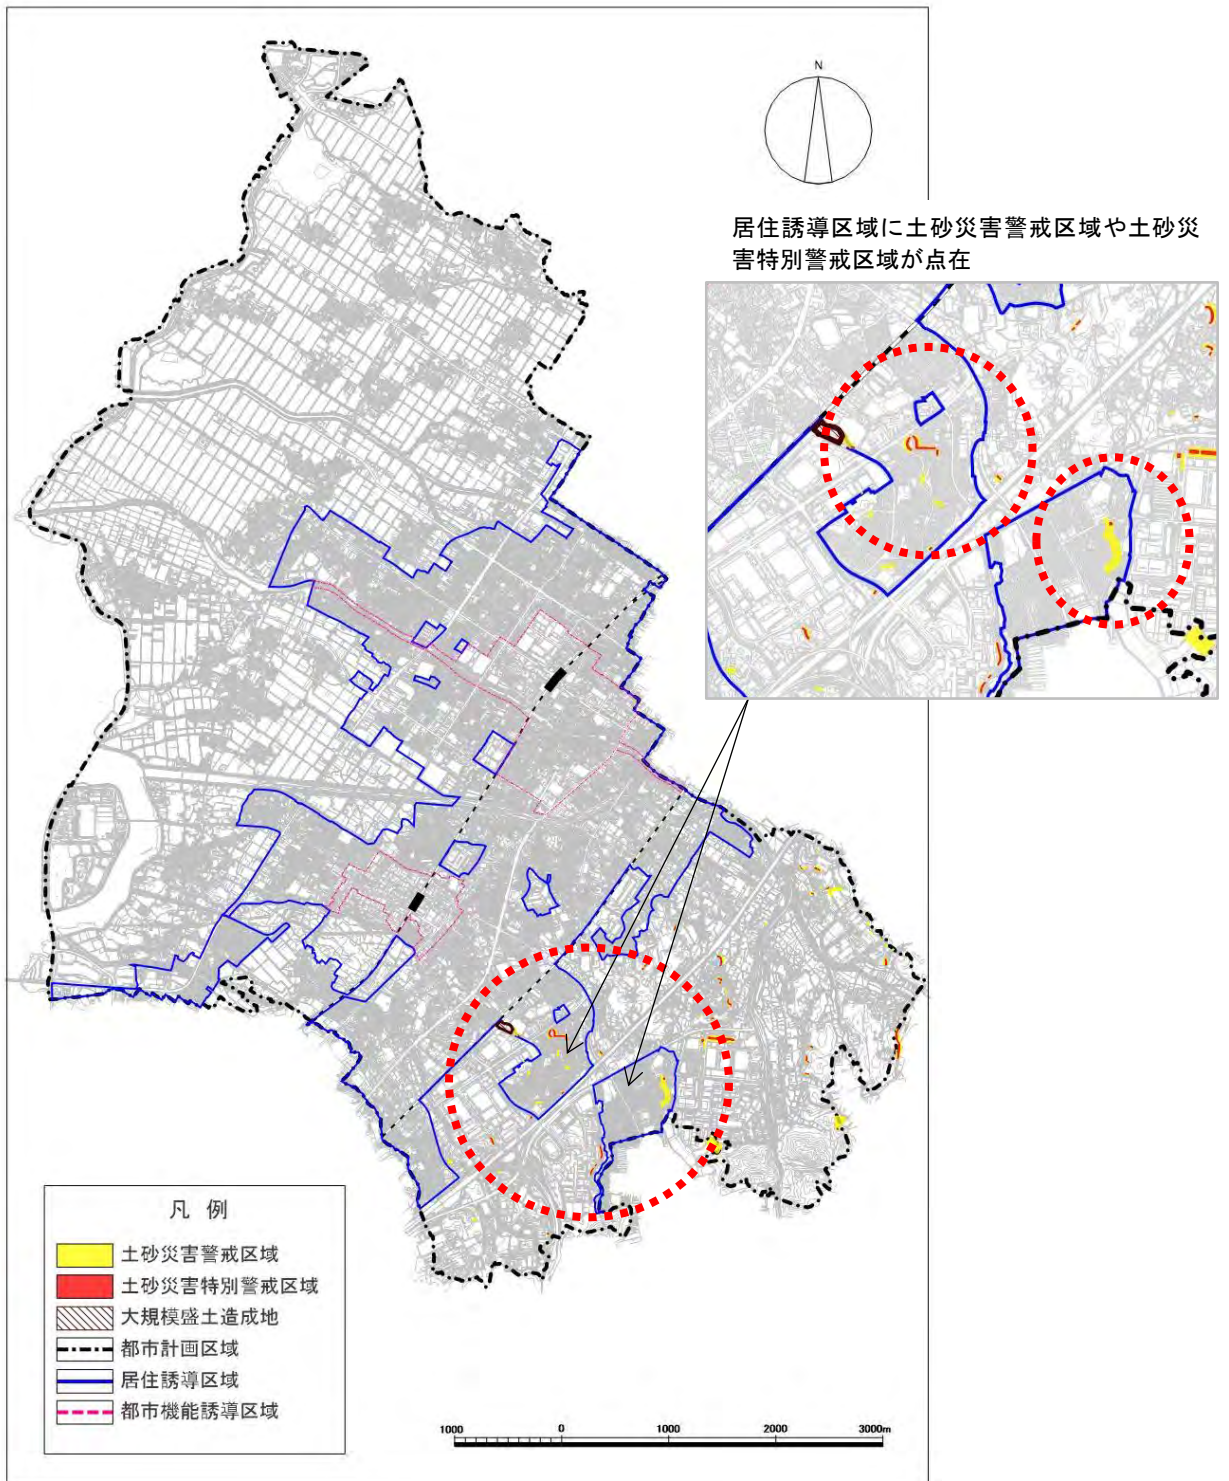 N
居住誘導区域に土砂災害警戒区域や土砂災
害特別警戒区域が点在
凡 例
土砂災害警戒区域
土砂災害特別警戒区域
大規模盛土造成地
都市計画区域
居住誘導区域
都市機能誘導区域
1000 0 1000 2000 3000m